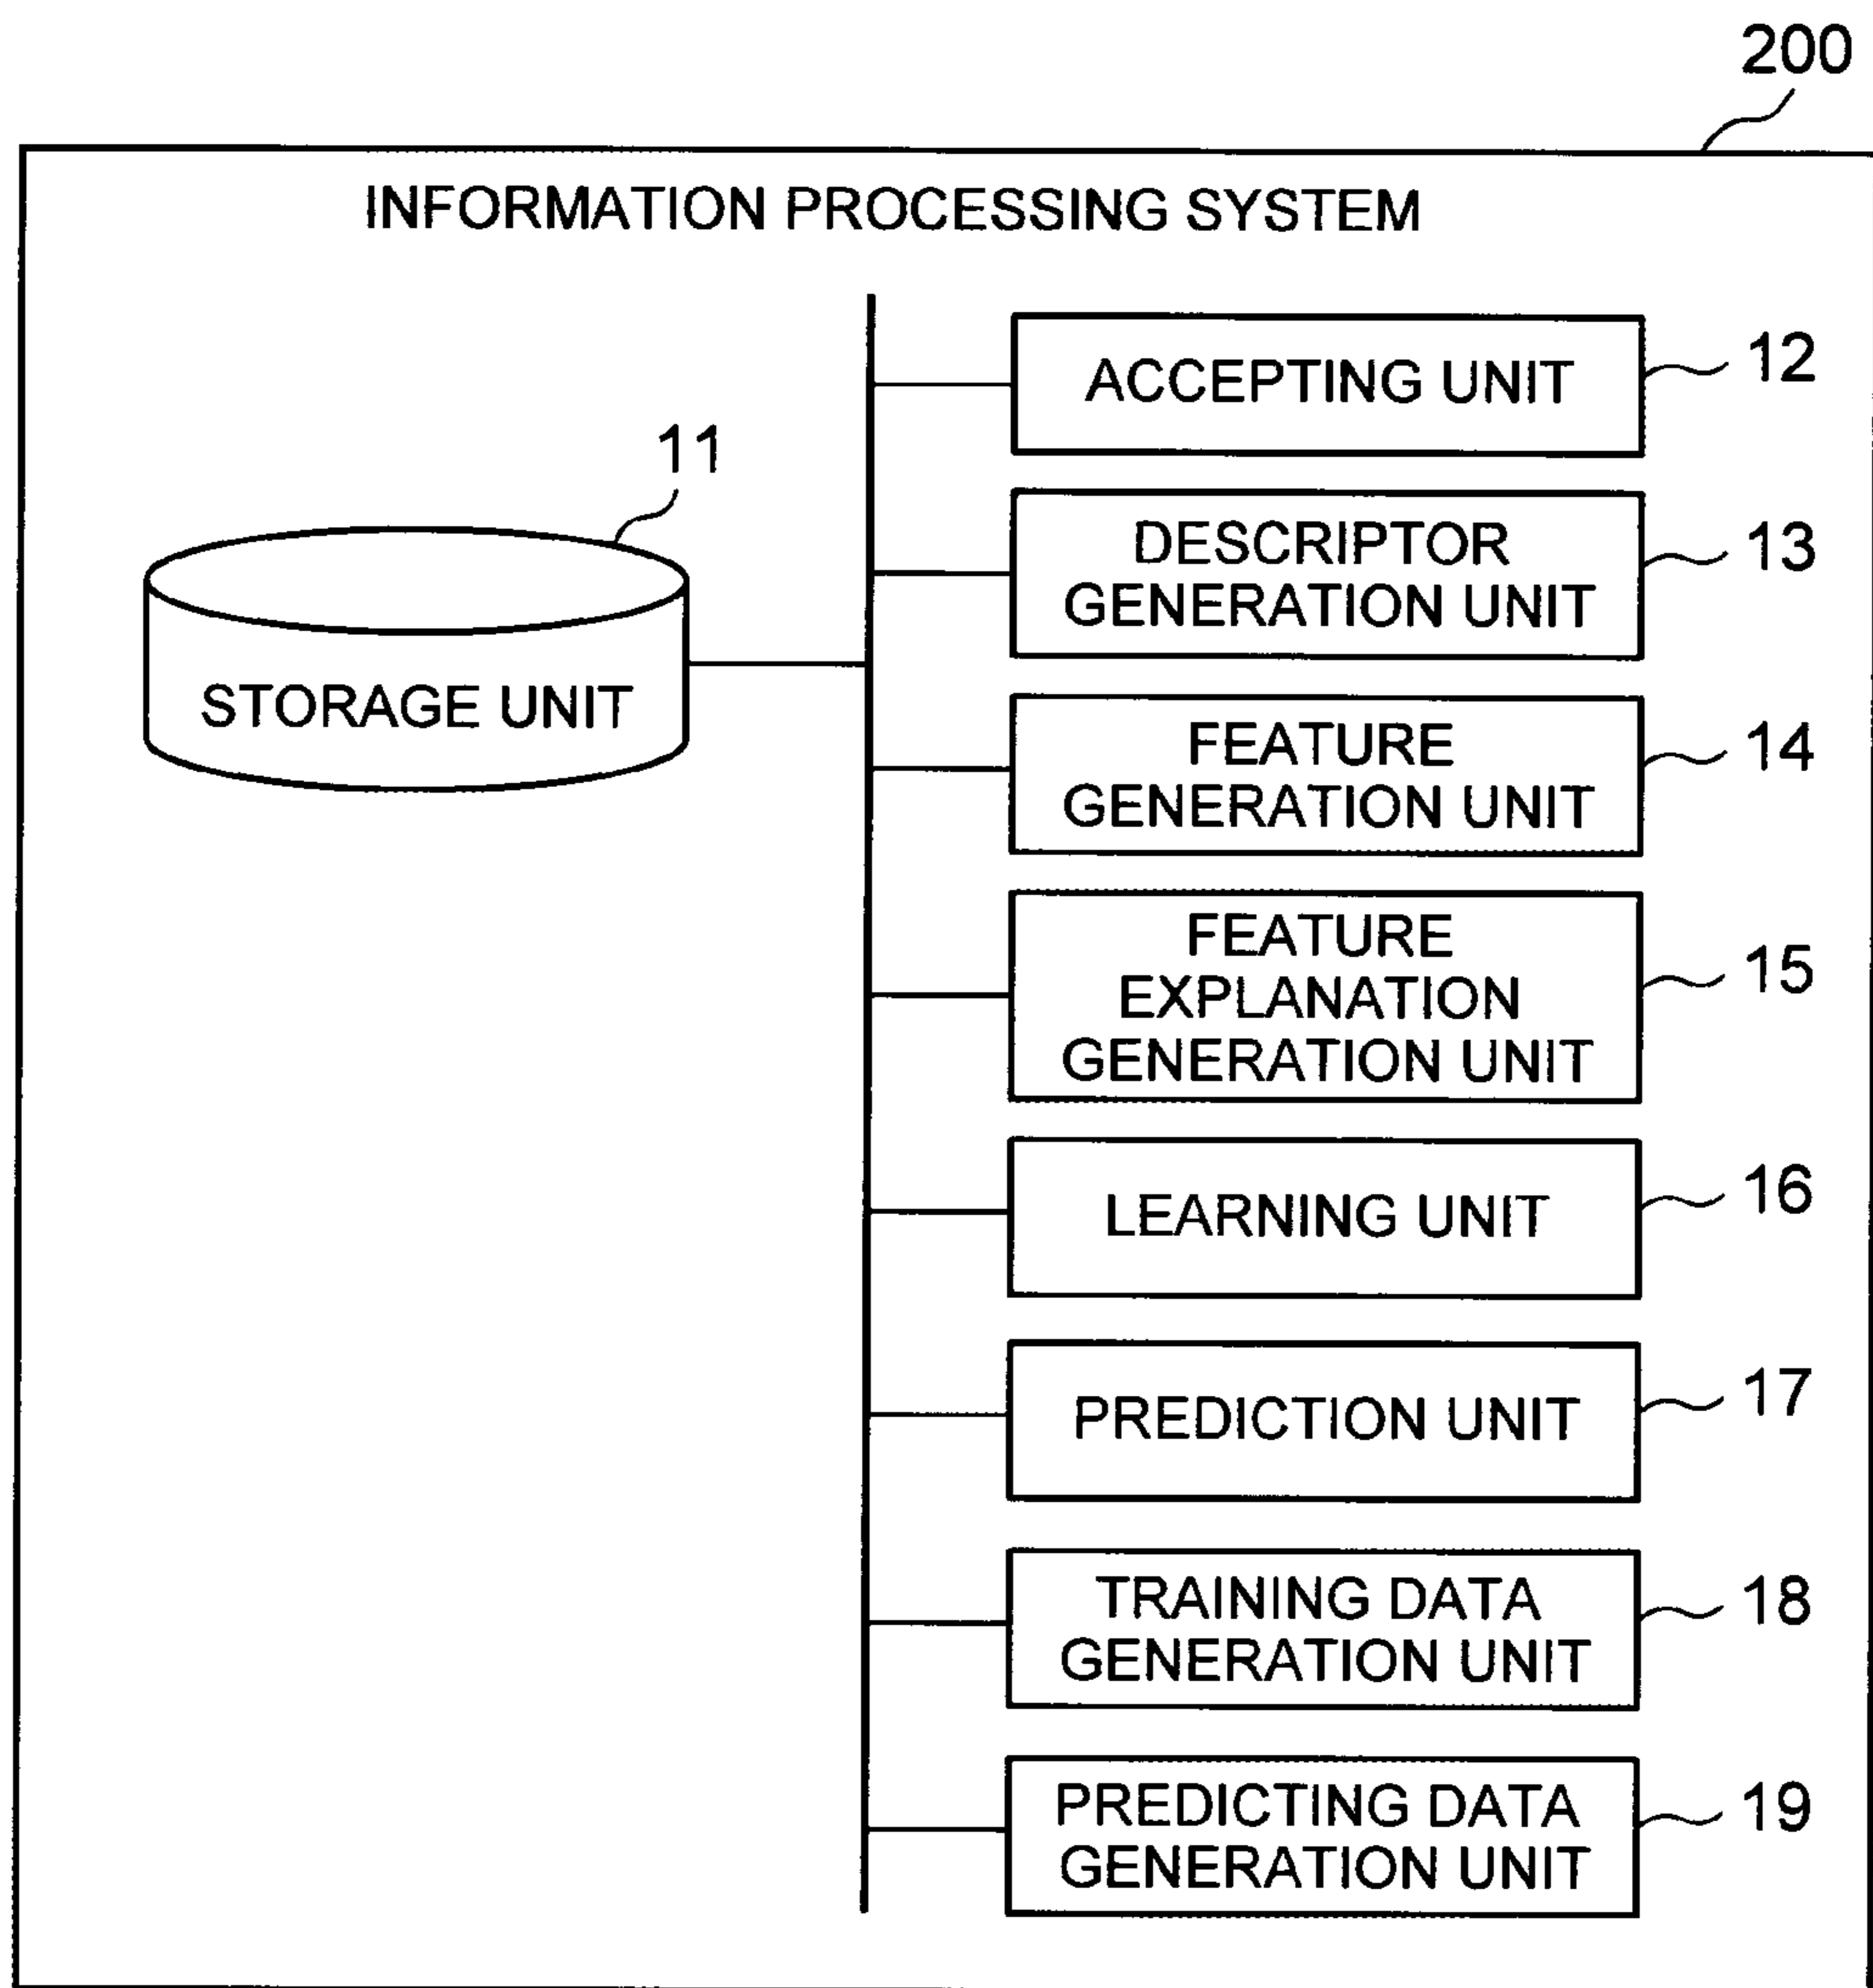 200
INFORMATION PROCESSING SYSTEM
11
STORAGE UNIT
ACCEPTING UNIT
12
DESCRIPTOR
GENERATION UNIT
13
FEATURE
GENERATION UNIT
14
FEATURE
EXPLANATION
GENERATION UNIT
15
LEARNING UNIT
16
PREDICTION UNIT
17
TRAINING DATA
GENERATION UNIT
18
PREDICTING DATA
GENERATION UNIT
19